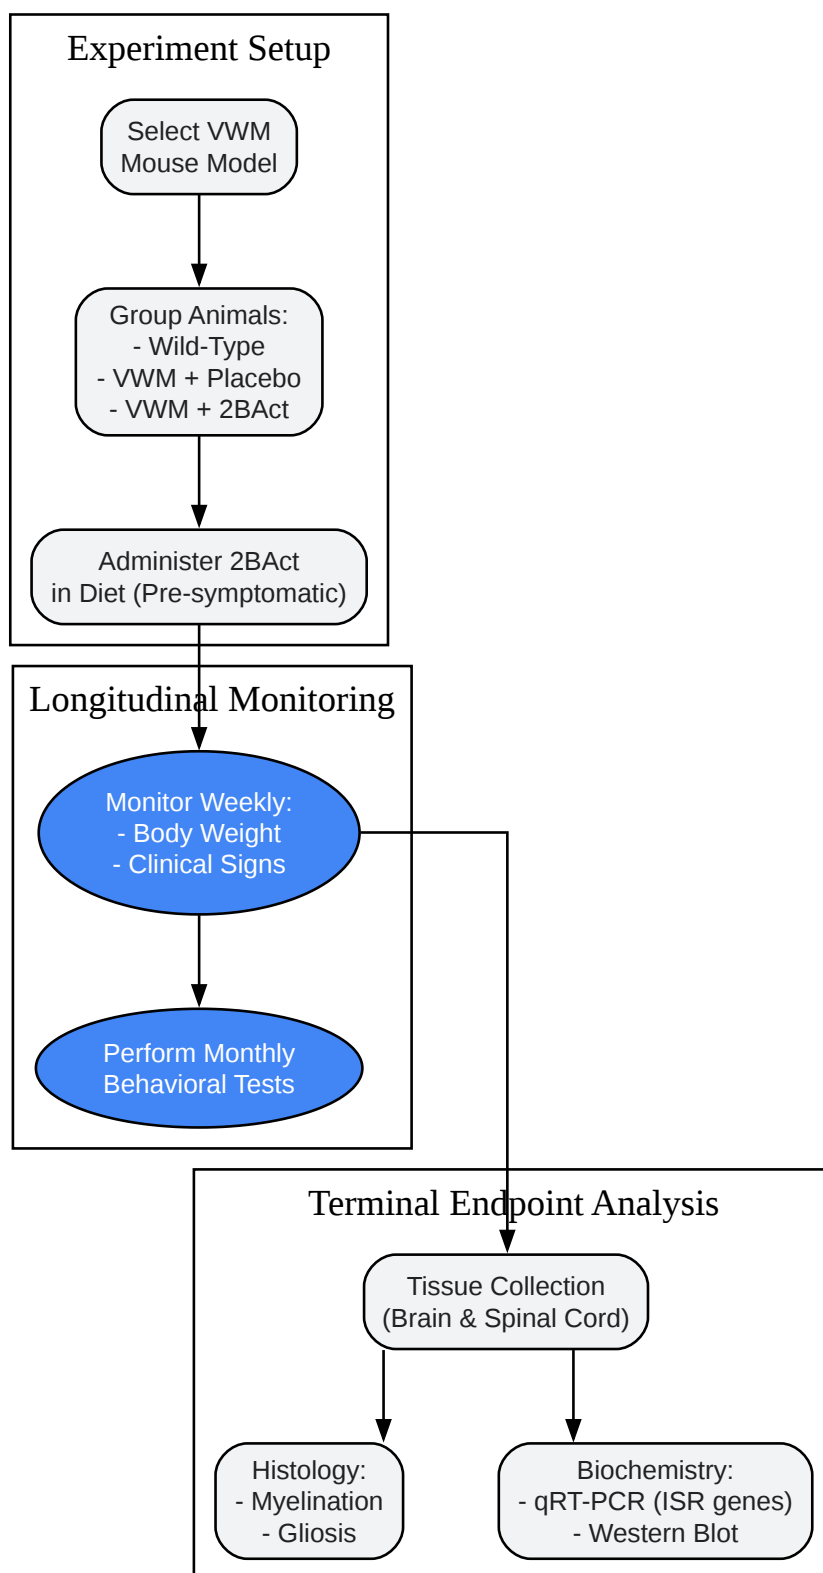 Experiment Setup
Select VWM
Mouse Model
Group Animals:
- Wild-Type
- VWM + Placebo
- VWM + 2BAct
Administer 2BAct
in Diet (Pre-symptomatic)
Longitudinal Monitoring
Monitor Weekly:
- Body Weight
- Clinical Signs
Perform Monthly
Behavioral Tests
Terminal Endpoint Analysis
Tissue Collection
(Brain & Spinal Cord)
Histology:
- Myelination
- Gliosis
Biochemistry:
- qRT-PCR (ISR genes)
- Western Blot